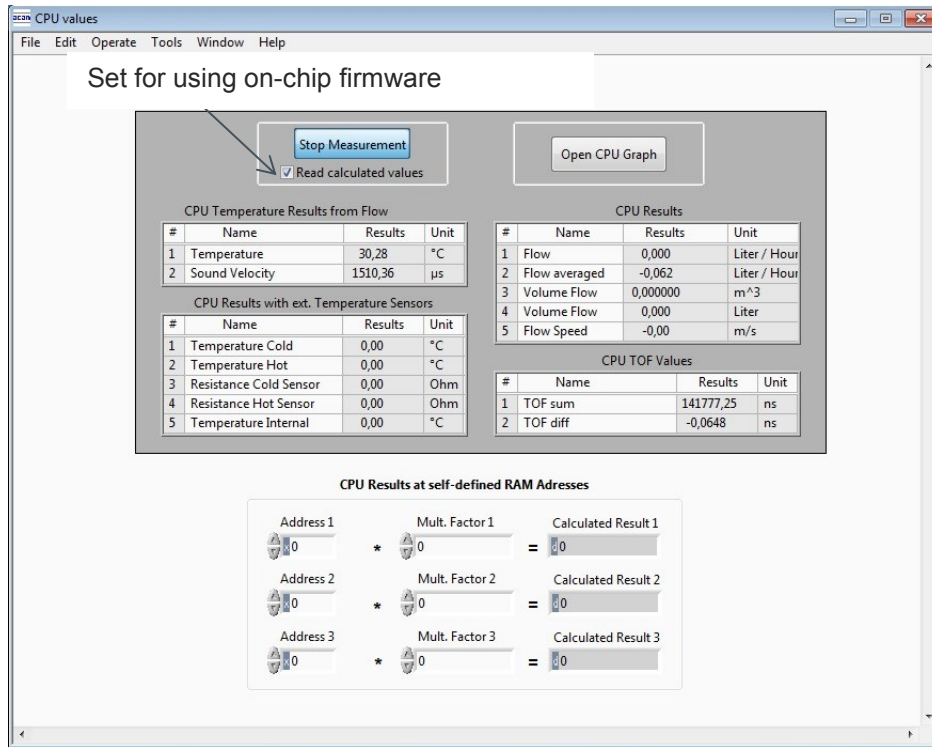 acam CPU values
File Edit Operate Tools Window Help
Set for using on-chip firmware
Stop Measurement
Open CPU Graph
Read calculated values
CPU Temperature Results from Flow
# Name Results Unit
1 Temperature 30,28 °C
2 Sound Velocity 1510,36 µs
CPU Results with ext. Temperature Sensors
# Name Results Unit
1 Temperature Cold 0,00 °C
2 Temperature Hot 0,00 °C
3 Resistance Cold Sensor 0,00 Ohm
4 Resistance Hot Sensor 0,00 Ohm
5 Temperature Internal 0,00 °C
CPU Results
# Name Results Unit
1 Flow 0,000 Liter / Hour
2 Flow averaged -0,062 Liter / Hour
3 Volume Flow 0,000000 m^3
4 Volume Flow 0,000 Liter
5 Flow Speed -0,00 m/s
CPU TOF Values
# Name Results Unit
1 TOF sum 141777,25 ns
2 TOF diff -0,0648 ns
CPU Results at self-defined RAM Adresses
Address 1 Mult. Factor 1 Calculated Result 1
x 0 * 0 = d 0
Address 2 Mult. Factor 2 Calculated Result 2
x 0 * 0 = d 0
Address 3 Mult. Factor 3 Calculated Result 3
x 0 * 0 = d 0